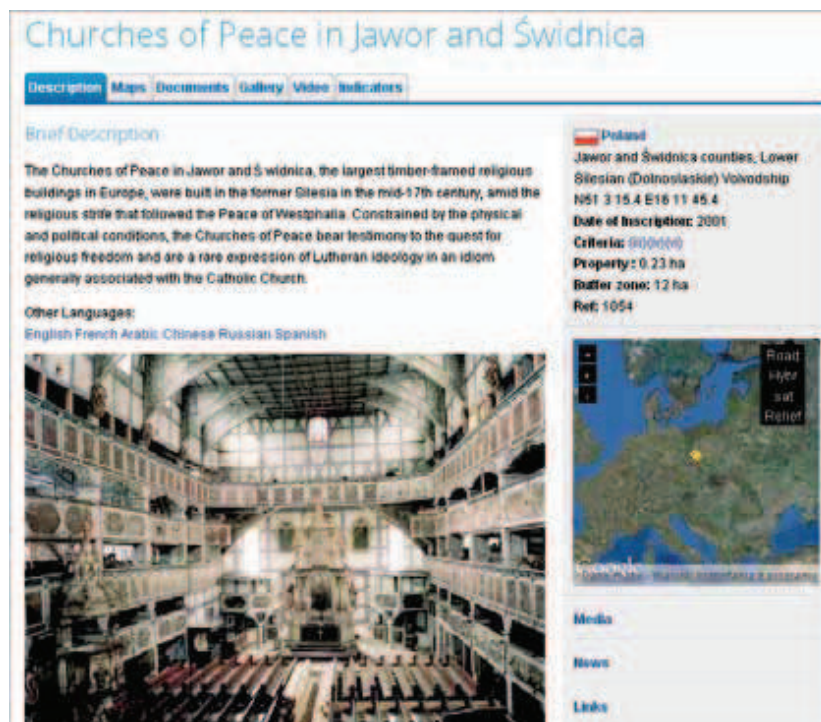 Churches of Peace in Jawor and Świdnica
Description Maps Documents Gallery Video Indicators
Brief Description
The Churches of Peace in Jawor and Ś widnica, the largest timber-framed religious
buildings in Europe, were built in the former Silesia in the mid-17th century, amid the
religious strife that followed the Peace of Westphalia. Constrained by the physical
and political conditions, the Churches of Peace bear testimony to the quest for
religious freedom and are a rare expression of Lutheran ideology in an idiom
generally associated with the Catholic Church.
Other Languages:
English French Arabic Chinese Russian Spanish
Poland
Jawor and Świdnica counties, Lower
Silesian (Dolnoslaskie) Voivodship
N51 3 15.4 E16 11 45.4
Date of Inscription: 2001
Criteria:
Property : 0.23 ha
Buffer zone: 12 ha
Ref: 1054
Road
Hybr
sat
Relief
Google
Media
News
Links